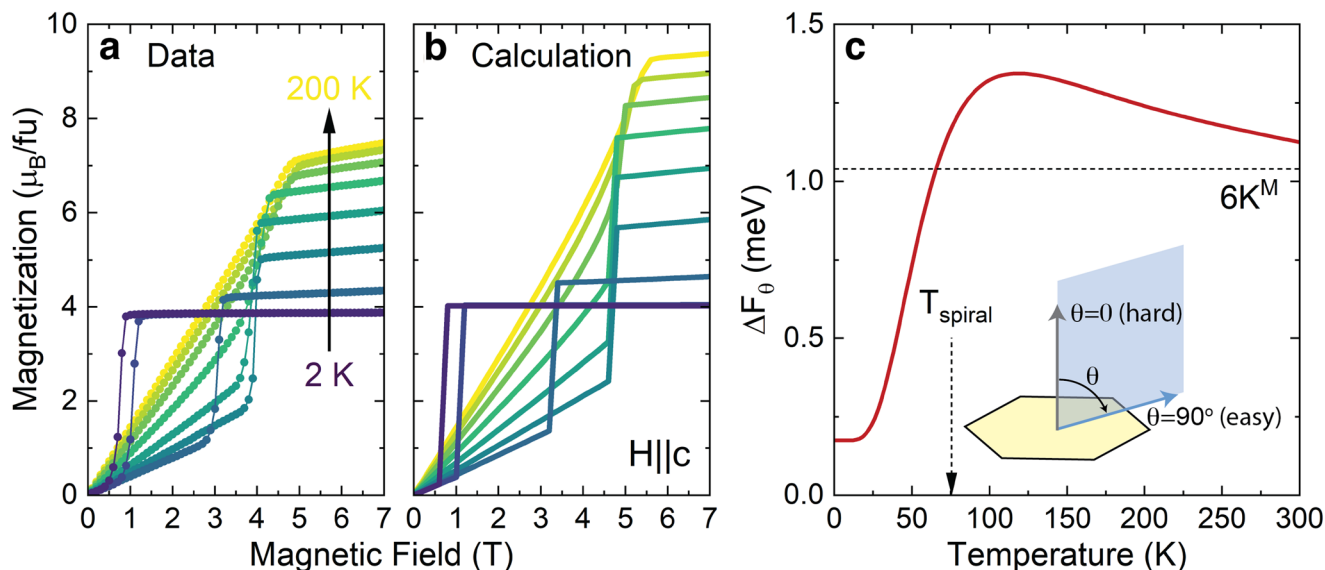 a Data
200 K
2 K
Magnetization (μB/fu)
10
8
6
4
2
0
0 1 2 3 4 5 6 7
b Calculation
H||c
0 1 2 3 4 5 6 7
Magnetic Field (T)
c
ΔFθ (meV)
1.5
1.0
0.5
0.0
6Kᴹ
Tspiral
θ=0 (hard)
θ
θ=90° (easy)
0 50 100 150 200 250 300
Temperature (K)